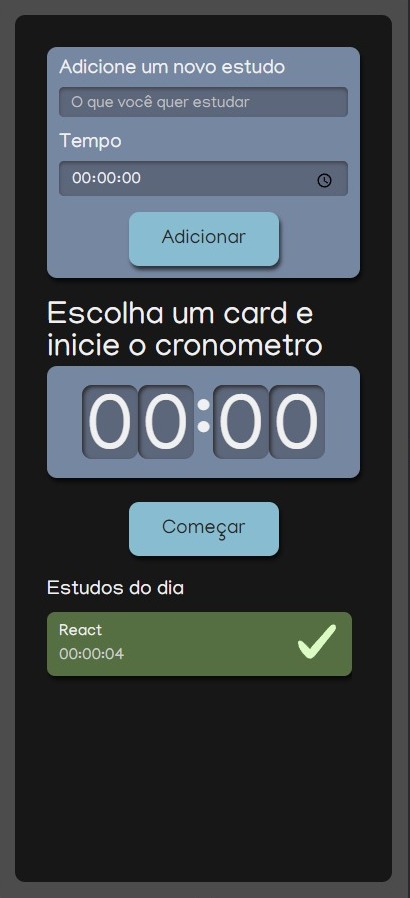 Adicione um novo estudo
O que você quer estudar
Tempo
00:00:00
Adicionar
Escolha um card e
inicie o cronometro
00:00
Começar
Estudos do dia
React
00:00:04